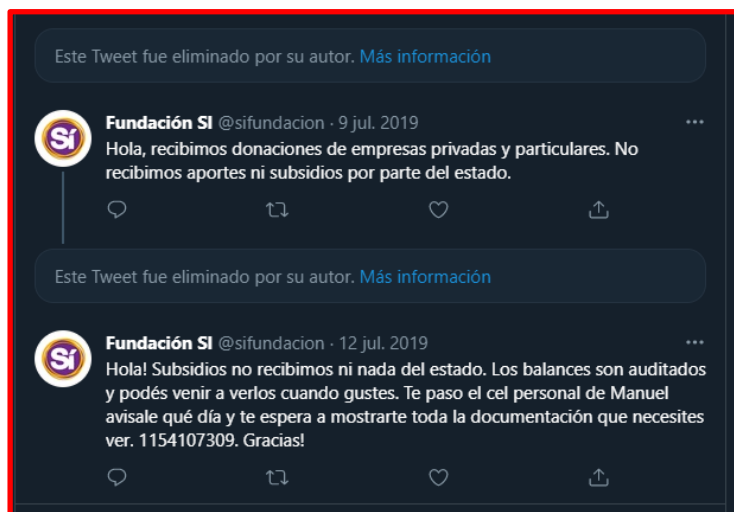 Este Tweet fue eliminado por su autor. Más información
Fundación SI @sifundacion · 9 jul. 2019
Sí
Hola, recibimos donaciones de empresas privadas y particulares. No
recibimos aportes ni subsidios por parte del estado.
Este Tweet fue eliminado por su autor. Más información
Fundación SI @sifundacion · 12 jul. 2019
Sí
Hola! Subsidios no recibimos ni nada del estado. Los balances son auditados
y podés venir a verlos cuando gustes. Te paso el cel personal de Manuel
avisale qué día y te espera a mostrarte toda la documentación que necesites
ver. 1154107309. Gracias!